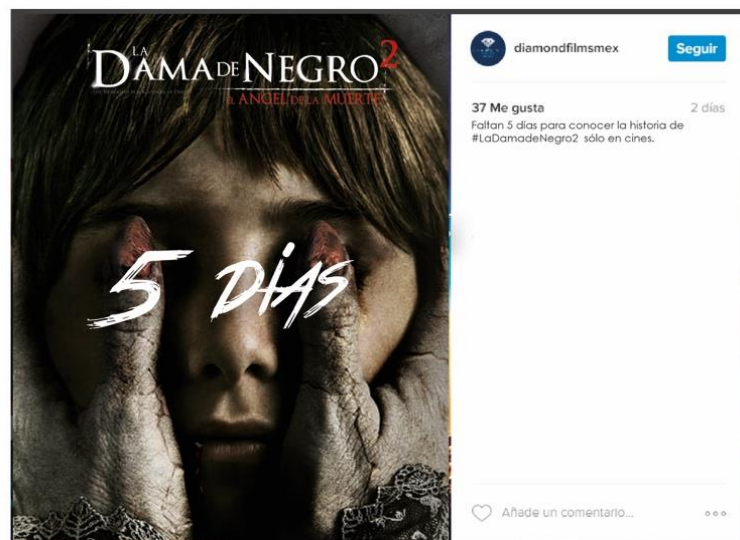 LA
DAMA DE NEGRO 2
EL ANGEL DE LA MUERTE
5 DÍAS
diamondfilmsmex
Seguir
37 Me gusta
2 días
Faltan 5 días para conocer la historia de
#LaDamadeNegro2 sólo en cines.
Añade un comentario...